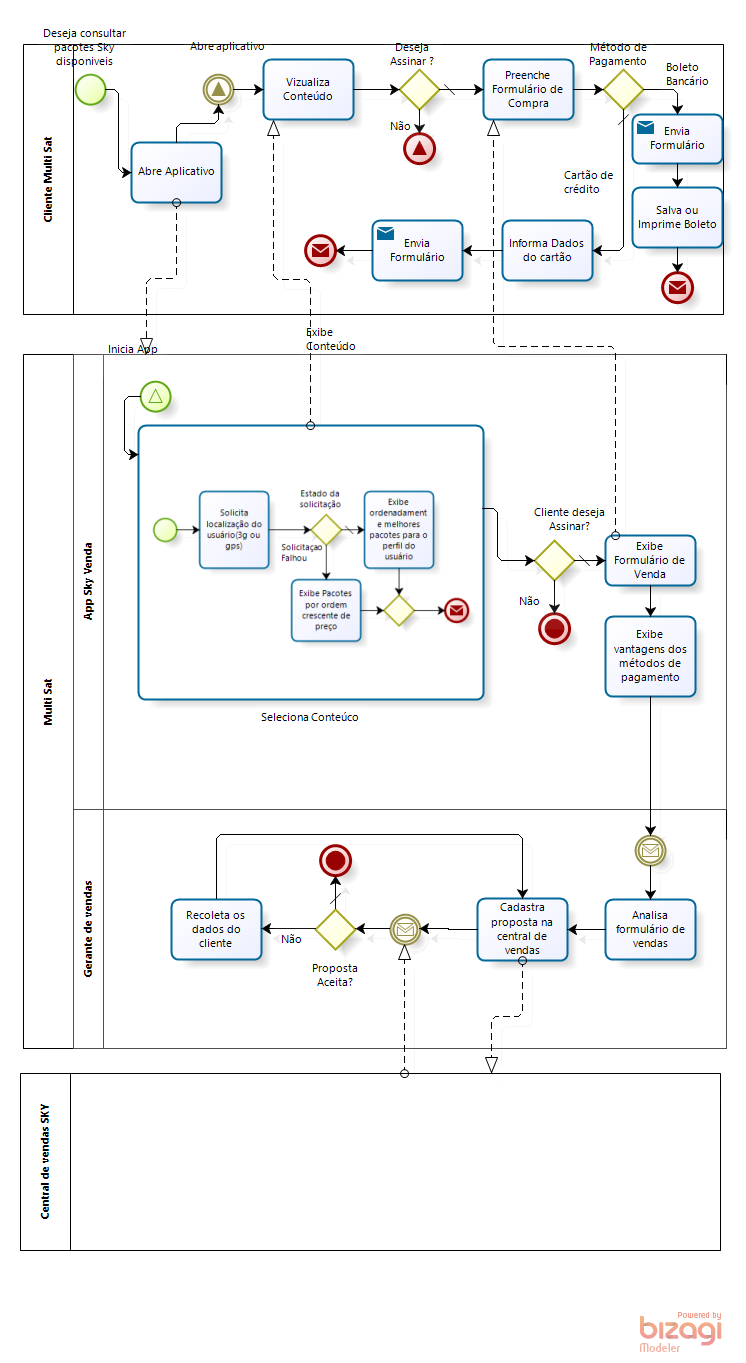 Cliente Multi Sat
Deseja consultar
pacotes Sky
disponiveis
Abre aplicativo
Abre Aplicativo
Vizualiza
Conteúdo
Deseja
Assinar ?
Não
Preenche
Formulário de
Compra
Método de
Pagamento
Boleto
Bancário
Envia
Formulário
Salva ou
Imprime Boleto
Cartão de
crédito
Informa Dados
do cartão
Envia
Formulário
Multi Sat
App Sky Venda
Inicia App
Exibe
Conteúdo
Solicita
localização do
usuário(3g ou
gps)
Estado da
solicitação
Solicitaçao
Falhou
Exibe
ordenadament
e melhores
pacotes para o
perfil do
usuário
Exibe Pacotes
por ordem
crescente de
preço
Seleciona Conteúco
Cliente deseja
Assinar?
Não
Exibe
Formulário de
Venda
Exibe
vantagens dos
métodos de
pagamento
Gerante de vendas
Recoleta os
dados do
cliente
Não
Proposta
Aceita?
Cadastra
proposta na
central de
vendas
Analisa
formulário de
vendas
Central de vendas SKY
Powered by
bizagi
Modeler